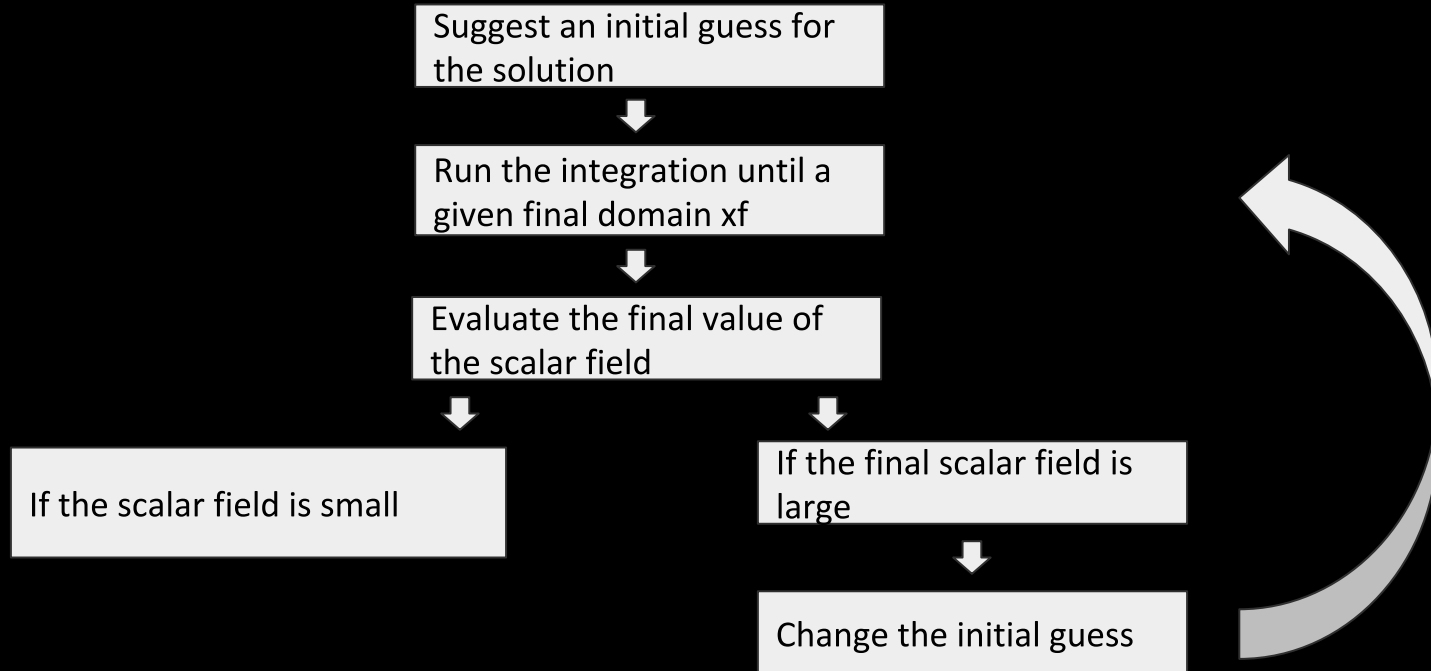 Suggest an initial guess for
the solution
Run the integration until a
given final domain xf
Evaluate the final value of
the scalar field
If the scalar field is small
If the final scalar field is
large
Change the initial guess